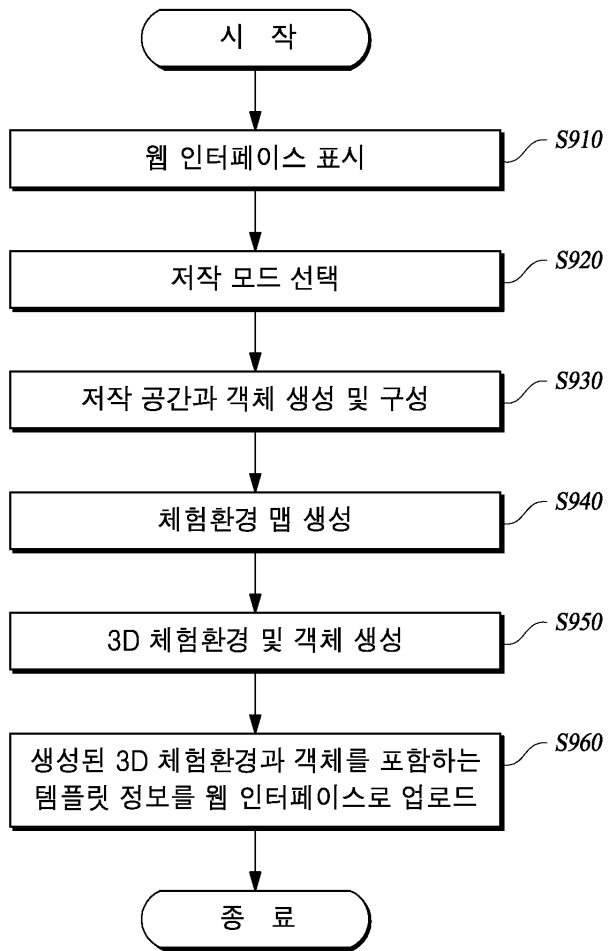 시 작
웹 인터페이스 표시
S910
저작 모드 선택
S920
저작 공간과 객체 생성 및 구성
S930
체험환경 맵 생성
S940
3D 체험환경 및 객체 생성
S950
생성된 3D 체험환경과 객체를 포함하는
템플릿 정보를 웹 인터페이스로 업로드
S960
종 료